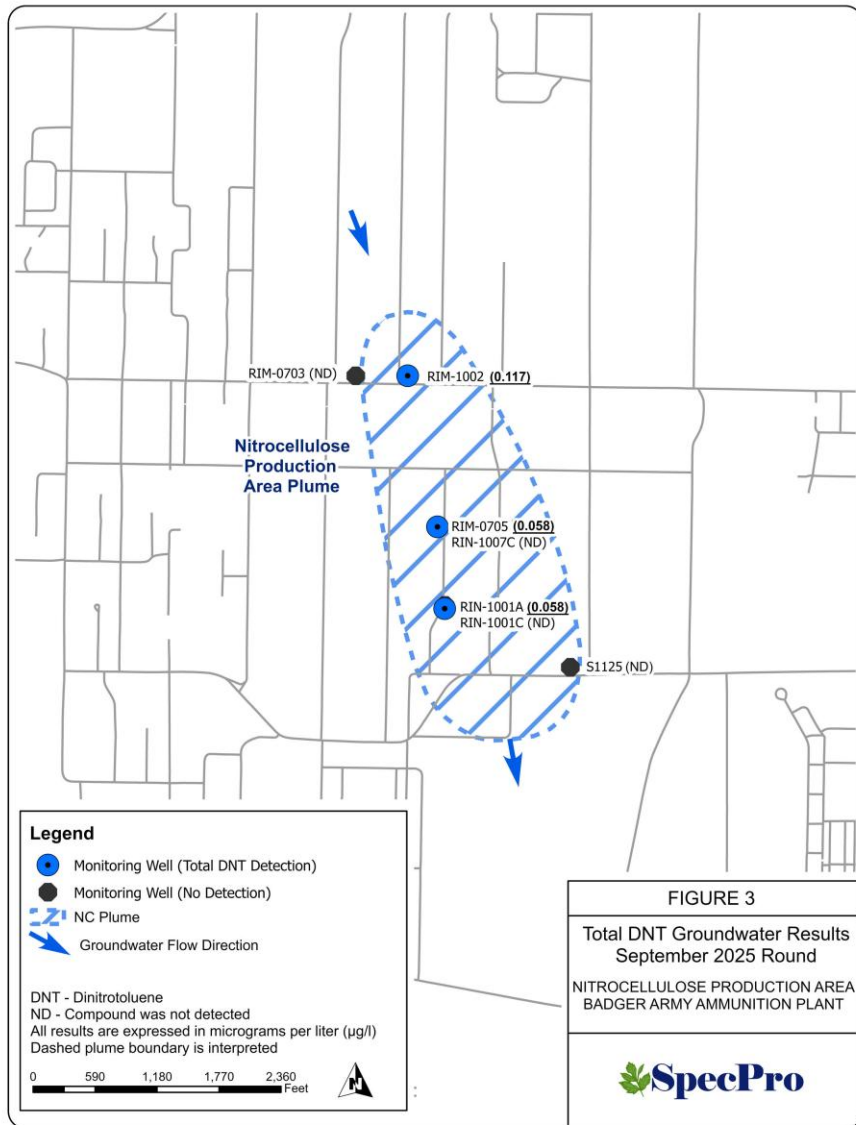 RIM-0703 (ND)
RIM-1002 (0.117)
Nitrocellulose
Production
Area Plume
RIM-0705 (0.058)
RIN-1007C (ND)
RIN-1001A (0.058)
RIN-1001C (ND)
S1125 (ND)
Legend
Monitoring Well (Total DNT Detection)
Monitoring Well (No Detection)
NC Plume
Groundwater Flow Direction
DNT - Dinitrotoluene
ND - Compound was not detected
All results are expressed in micrograms per liter (µg/l)
Dashed plume boundary is interpreted
0 590 1,180 1,770 2,360
Feet
N
FIGURE 3
Total DNT Groundwater Results
September 2025 Round
NITROCELLULOSE PRODUCTION AREA
BADGER ARMY AMMUNITION PLANT
SpecPro